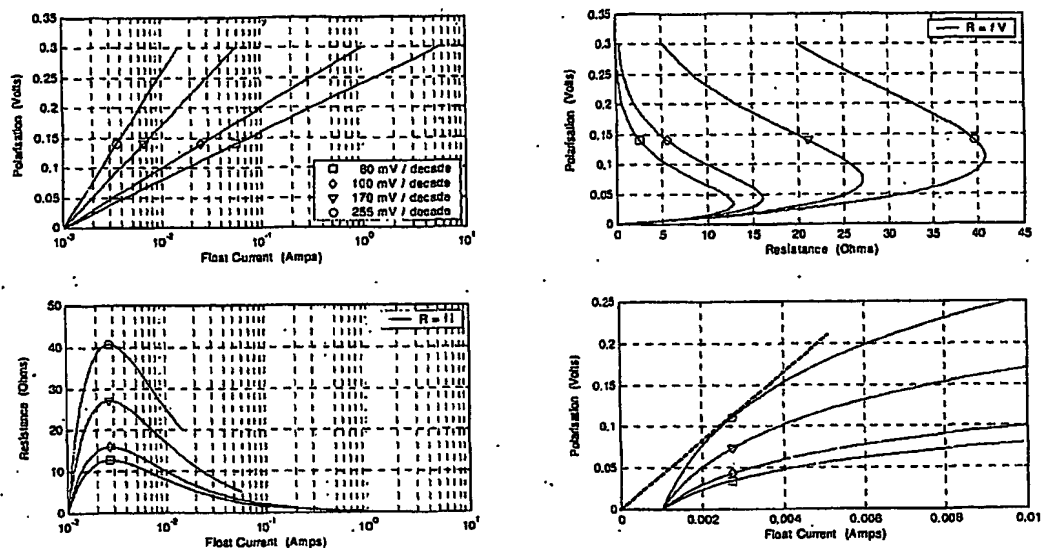 0.35
0.3
0.25
0.2
0.15
0.1
0.05
0
Polarisation (Volts)
80 mV / decade
100 mV / decade
170 mV / decade
255 mV / decade
10⁻³ 10⁻² 10⁻¹ 10⁰ 10¹
Float Current (Amps)
0.35
0.3
0.25
0.2
0.15
0.1
0.05
0
Polarisation (Volts)
R = f V
0 5 10 15 20 25 30 35 40 45
Resistance (Ohms)
50
40
30
20
10
0
Resistance (Ohms)
R = f I
10⁻³ 10⁻² 10⁻¹ 10⁰ 10¹
Float Current (Amps)
0.25
0.2
0.15
0.1
0.05
0
Polarisation (Volts)
0 0.002 0.004 0.006 0.008 0.01
Float Current (Amps)